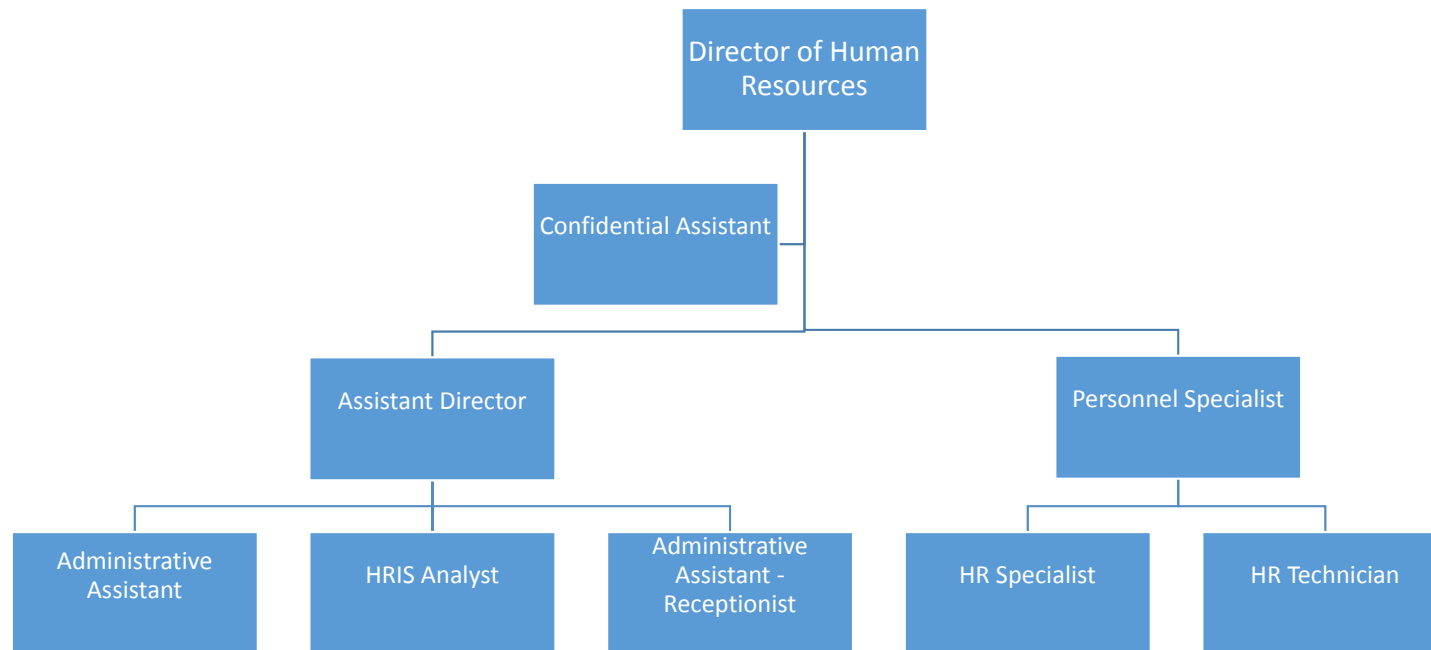 Director of Human
Resources
Confidential Assistant
Assistant Director
Personnel Specialist
Administrative
Assistant
HRIS Analyst
Administrative
Assistant -
Receptionist
HR Specialist
HR Technician